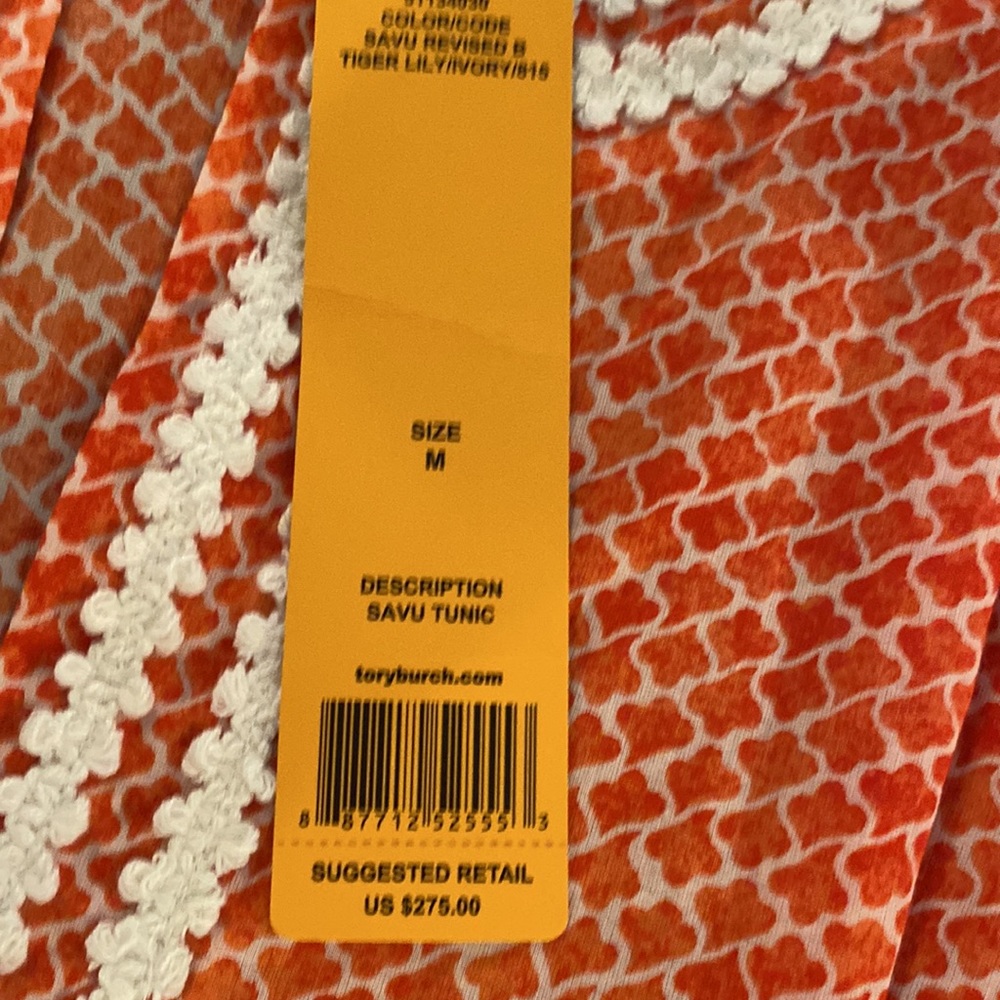 COLOR/CODE
SAVU REVISED B
TIGER LILY/IVORY/815
SIZE
M
DESCRIPTION
SAVU TUNIC
toryburch.com
8 87712 52555 3
SUGGESTED RETAIL
US $275.00